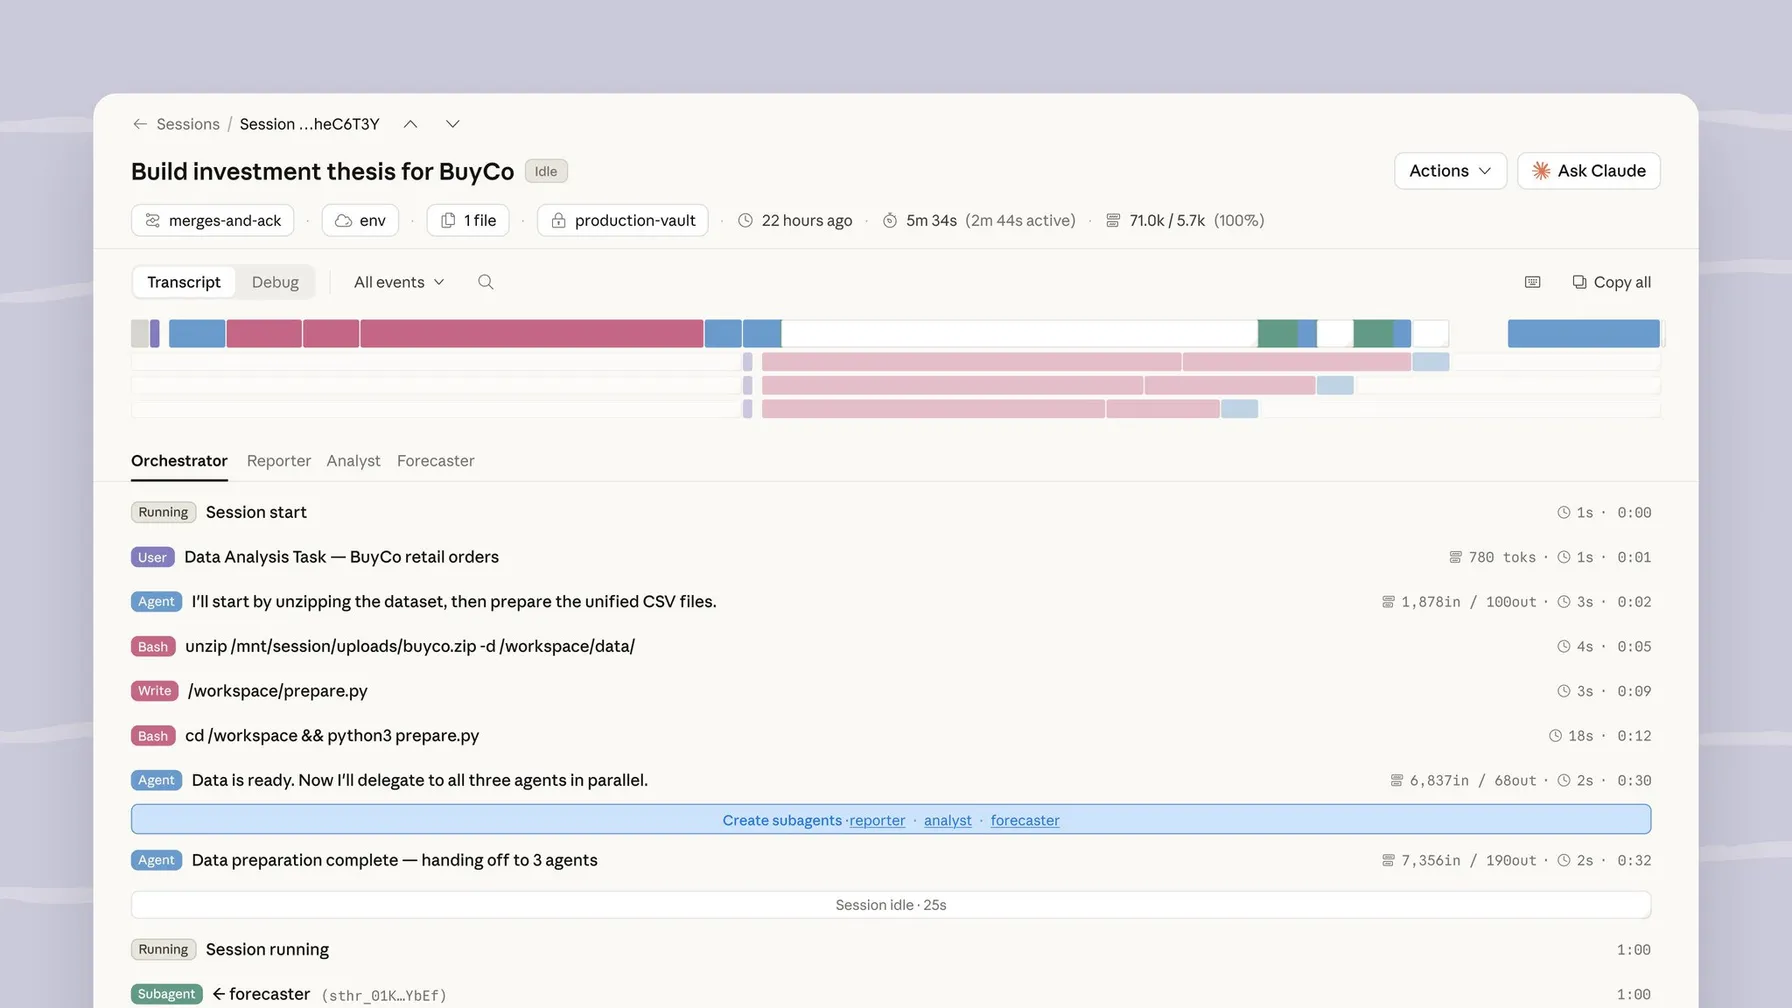 Sessions / Session ...heC6T3Y
Build investment thesis for BuyCo Idle
Actions Ask Claude
merges-and-ack · env · 1 file · production-vault · 22 hours ago · 5m 34s (2m 44s active) · 71.0k / 5.7k (100%)
Transcript Debug All events Copy all
Orchestrator Reporter Analyst Forecaster
Running Session start 1s · 0:00
User Data Analysis Task — BuyCo retail orders 780 toks · 1s · 0:01
Agent I'll start by unzipping the dataset, then prepare the unified CSV files. 1,878in / 100out · 3s · 0:02
Bash unzip /mnt/session/uploads/buyco.zip -d /workspace/data/ 4s · 0:05
Write /workspace/prepare.py 3s · 0:09
Bash cd /workspace && python3 prepare.py 18s · 0:12
Agent Data is ready. Now I'll delegate to all three agents in parallel. 6,837in / 68out · 2s · 0:30
Create subagents · reporter · analyst · forecaster
Agent Data preparation complete — handing off to 3 agents 7,356in / 190out · 2s · 0:32
Session idle · 25s
Running Session running 1:00
Subagent ← forecaster (sthr_01K…YbEf) 1:00